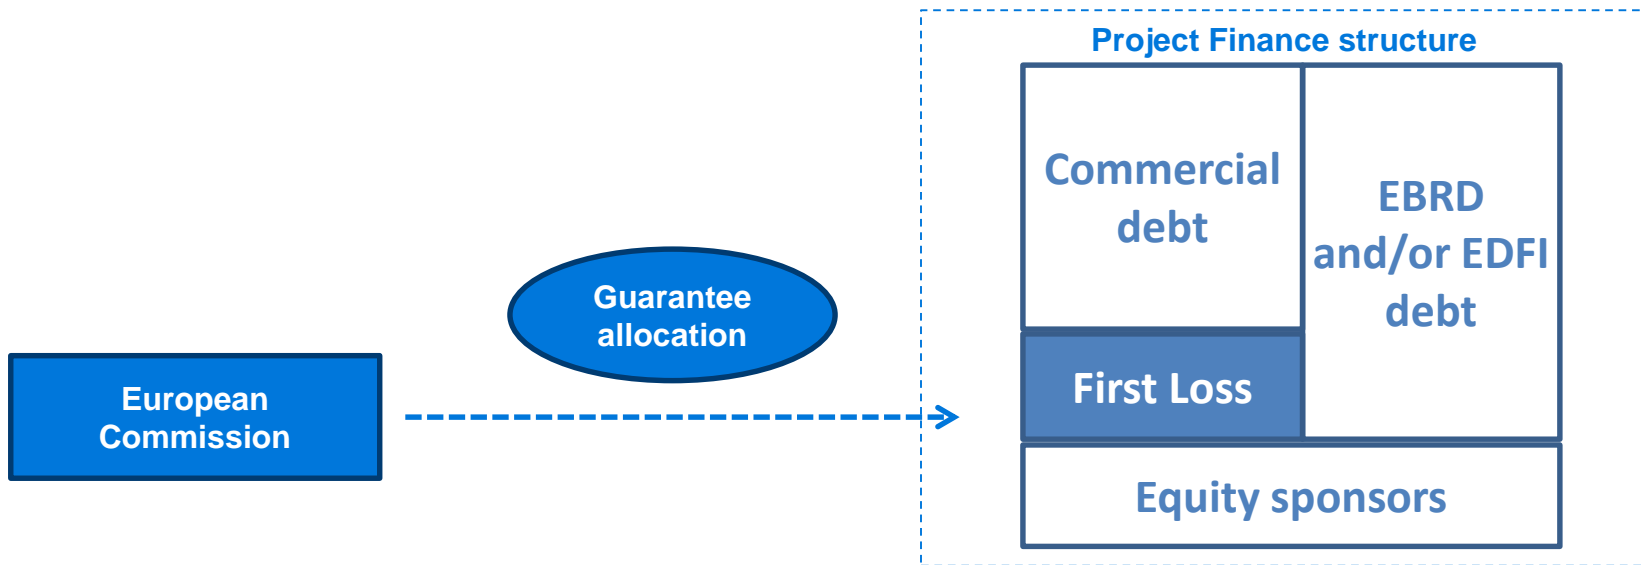 Project Finance structure
Commercial
debt
EBRD
and/or EDFI
debt
Guarantee
allocation
First Loss
European
Commission
Equity sponsors